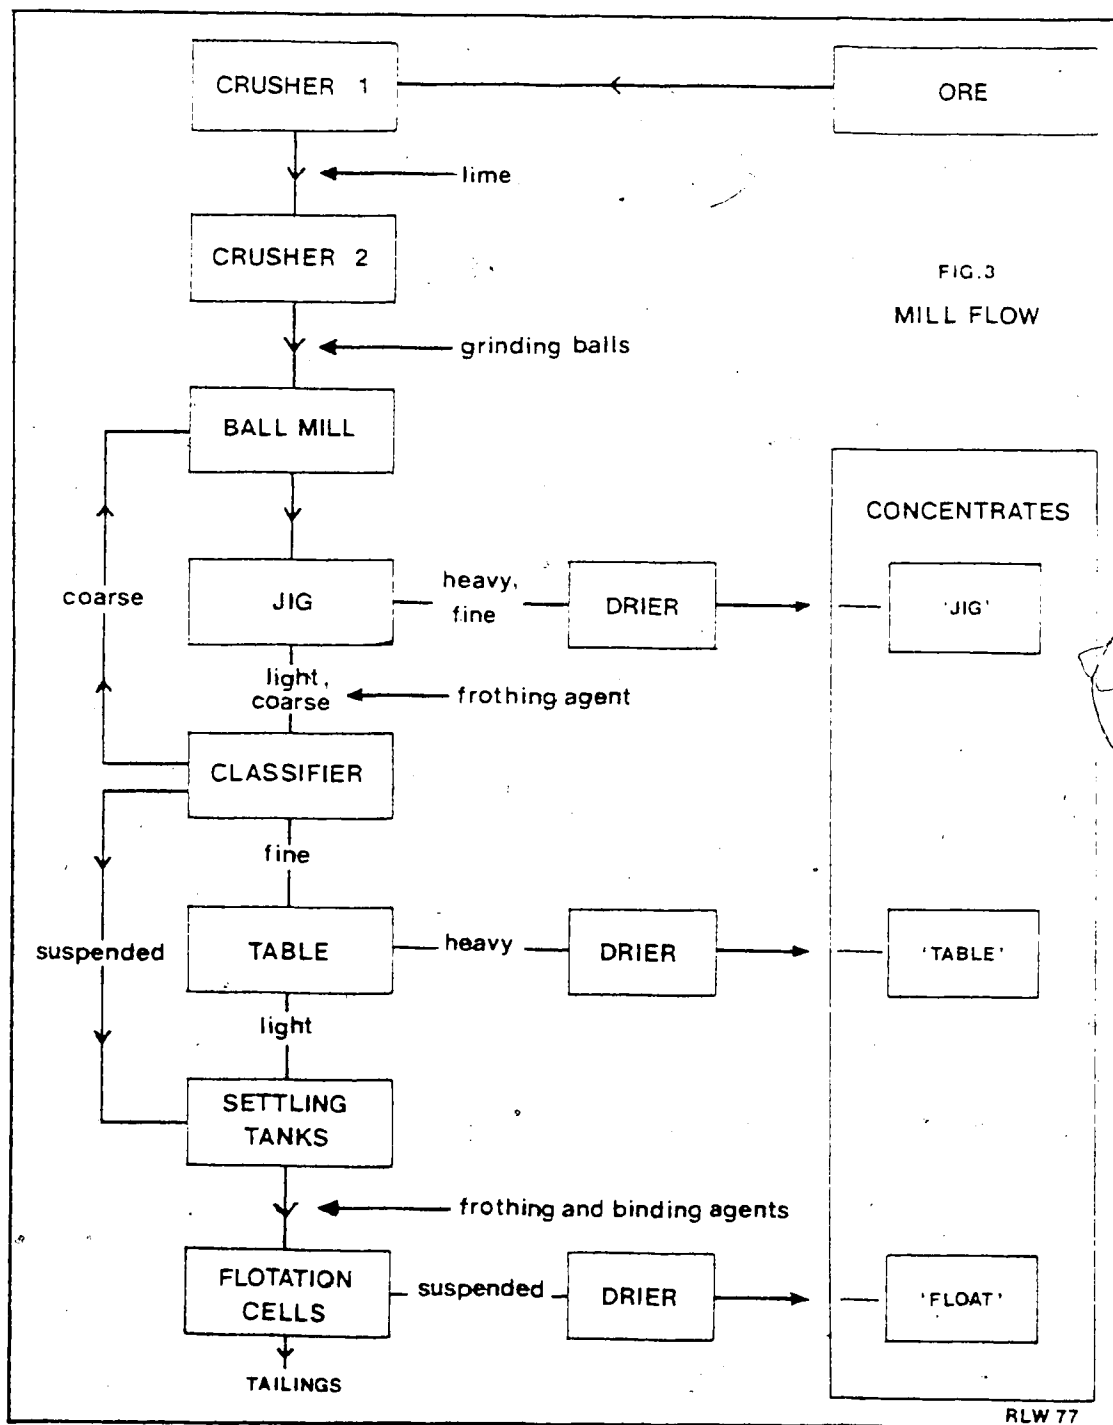 CRUSHER 1
ORE
lime
CRUSHER 2
FIG.3
MILL FLOW
grinding balls
BALL MILL
CONCENTRATES
coarse
JIG
heavy,
fine
DRIER
'JIG'
light,
coarse
frothing agent
CLASSIFIER
fine
suspended
TABLE
heavy
DRIER
'TABLE'
light
SETTLING
TANKS
frothing and binding agents
FLOTATION
CELLS
suspended
DRIER
'FLOAT'
TAILINGS
RLW 77